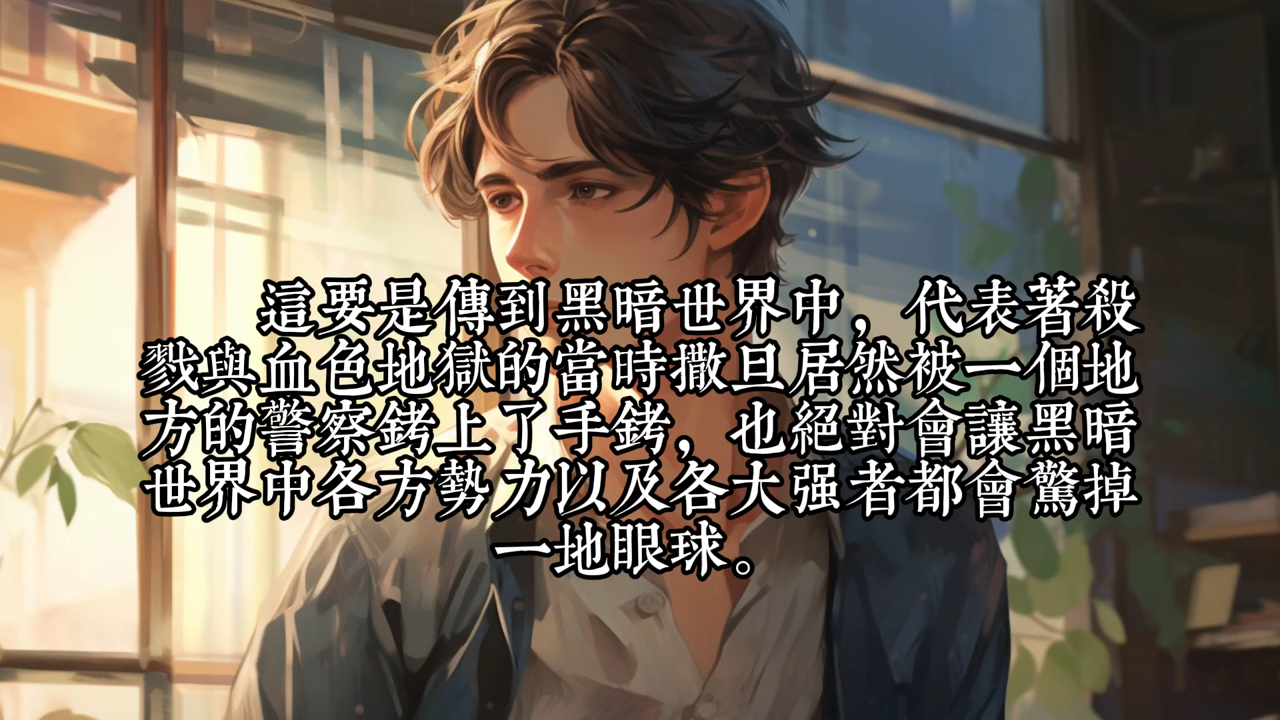 這要是傳到黑暗世界中，代表著殺
戮與血色地獄的當時撒旦居然被一個地
方的警察銬上了手銬，也絕對會讓黑暗
世界中各方勢力以及各大强者都會驚掉
一地眼球。